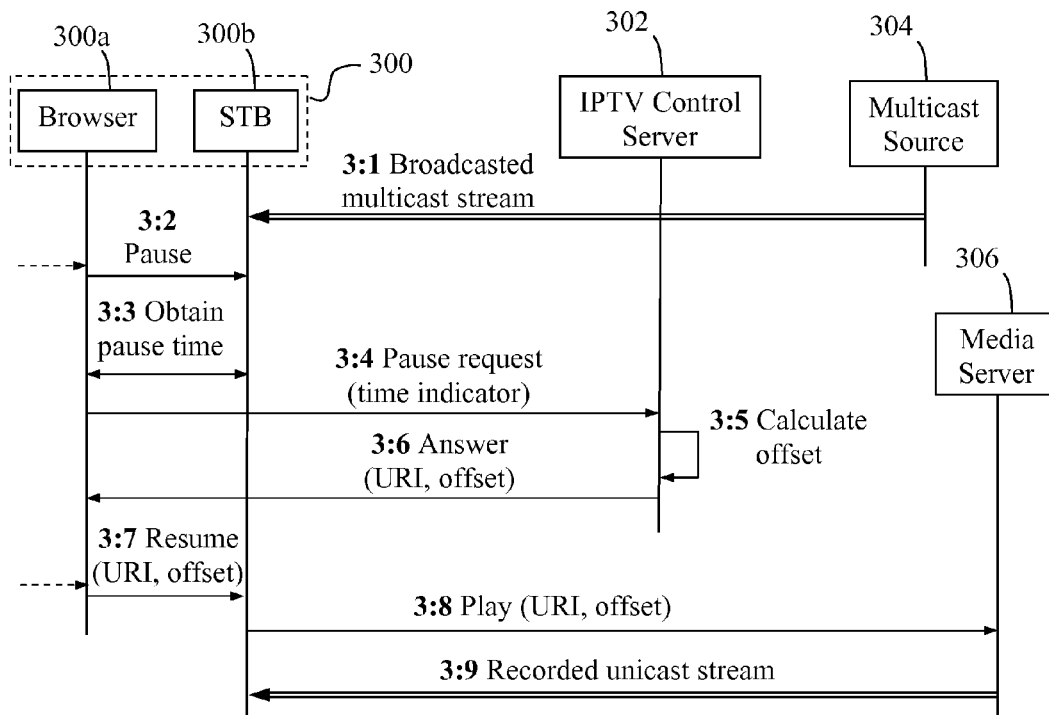 300a
300b
300
302
304
Browser
STB
IPTV Control
Server
Multicast
Source
3:1 Broadcasted
multicast stream
3:2
Pause
306
3:3 Obtain
pause time
Media
Server
3:4 Pause request
(time indicator)
3:5 Calculate
offset
3:6 Answer
(URI, offset)
3:7 Resume
(URI, offset)
3:8 Play (URI, offset)
3:9 Recorded unicast stream